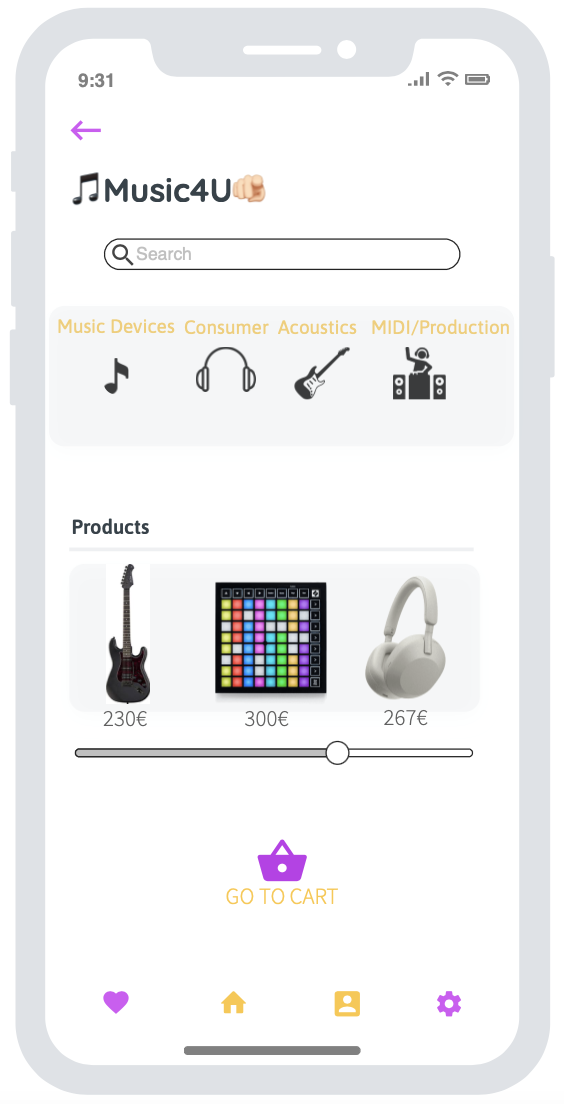 9:31
🎵Music4U🫵🏻
Search
Music Devices Consumer Acoustics MIDI/Production
Products
230€ 300€ 267€
GO TO CART